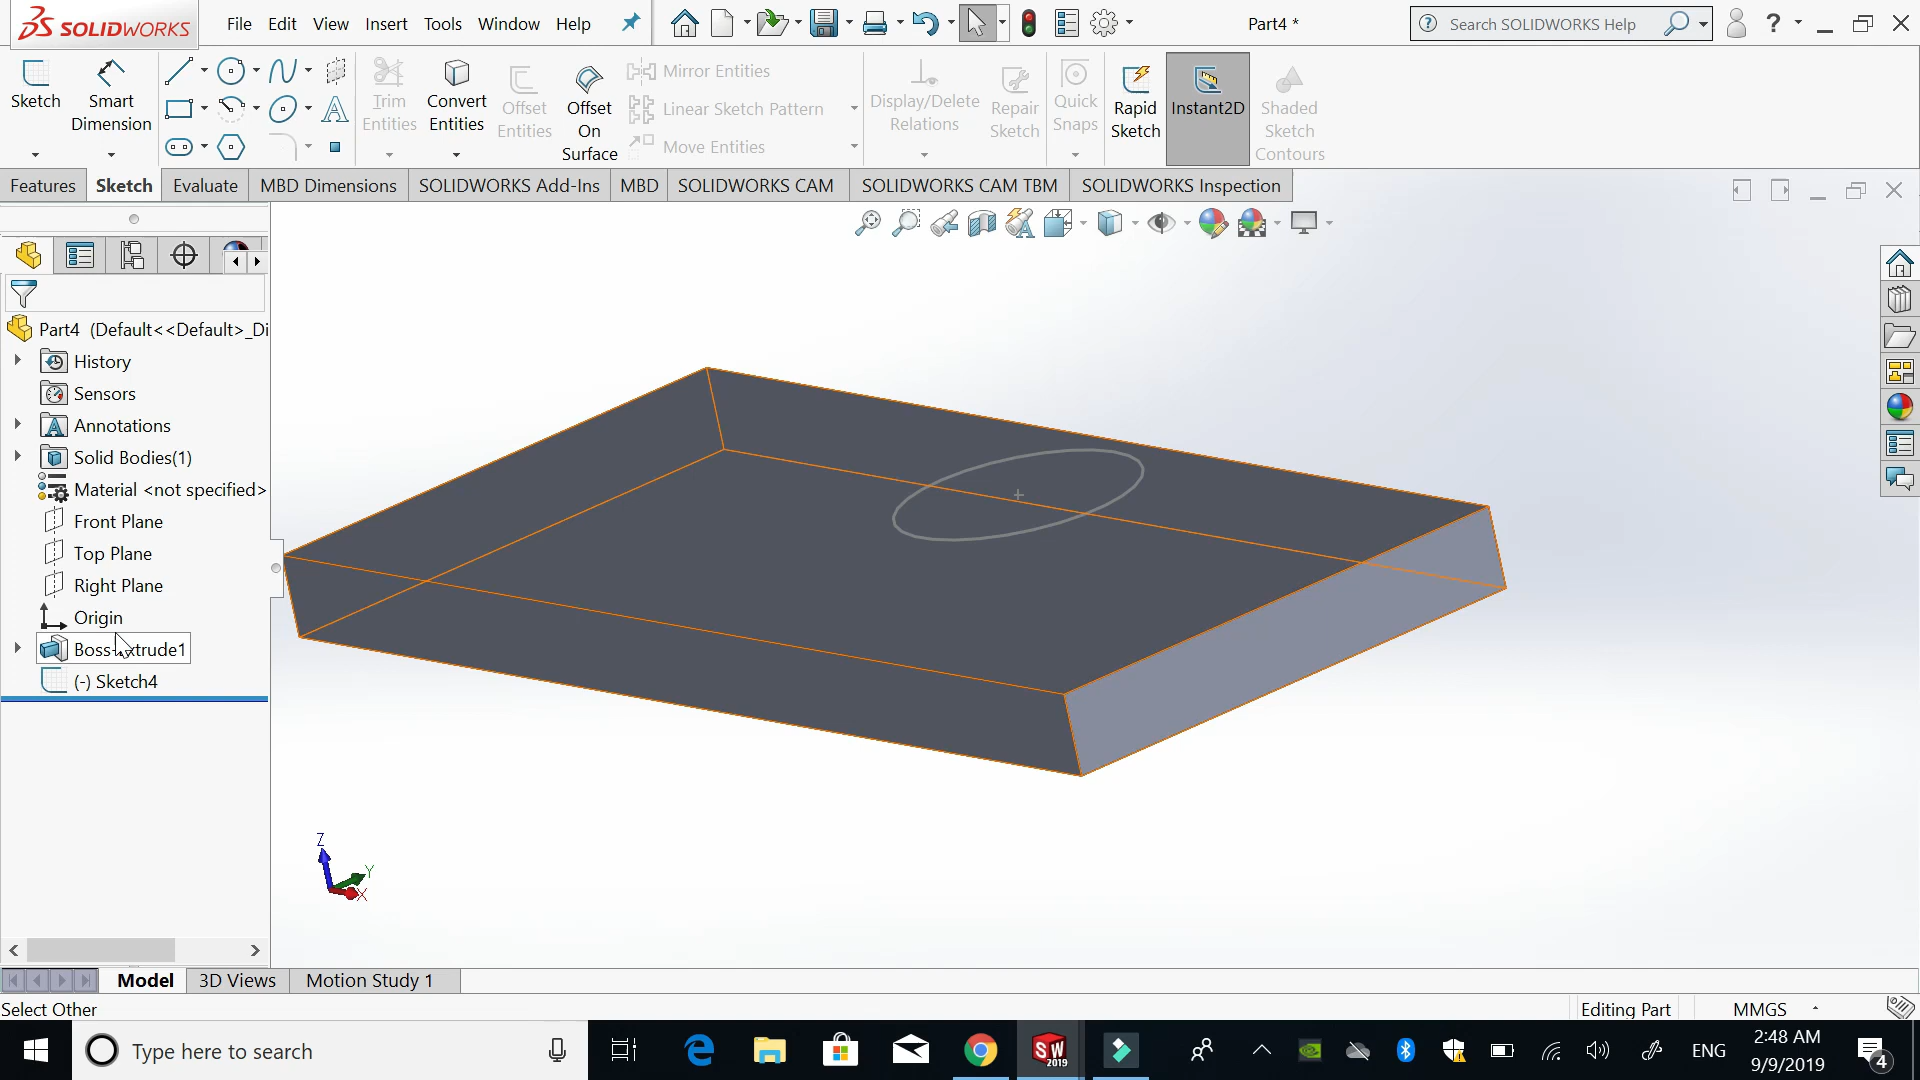 SOLIDWORKS File Edit View Insert Tools Window Help Part4 * Search SOLIDWORKS Help ?
Sketch Smart Dimension Trim Entities Convert Entities Offset Entities Offset On Surface Mirror Entities Linear Sketch Pattern Move Entities Display/Delete Relations Repair Sketch Quick Snaps Rapid Sketch Instant2D Shaded Sketch Contours
Features Sketch Evaluate MBD Dimensions SOLIDWORKS Add-Ins MBD SOLIDWORKS CAM SOLIDWORKS CAM TBM SOLIDWORKS Inspection
Part4 (Default<<Default>_Di
History
Sensors
Annotations
Solid Bodies(1)
Material <not specified>
Front Plane
Top Plane
Right Plane
Origin
(-) Sketch4
Z
Y
X
Model 3D Views Motion Study 1
Select Other Editing Part MMGS
Type here to search SW 2019 ENG 2:48 AM
9/9/2019 4